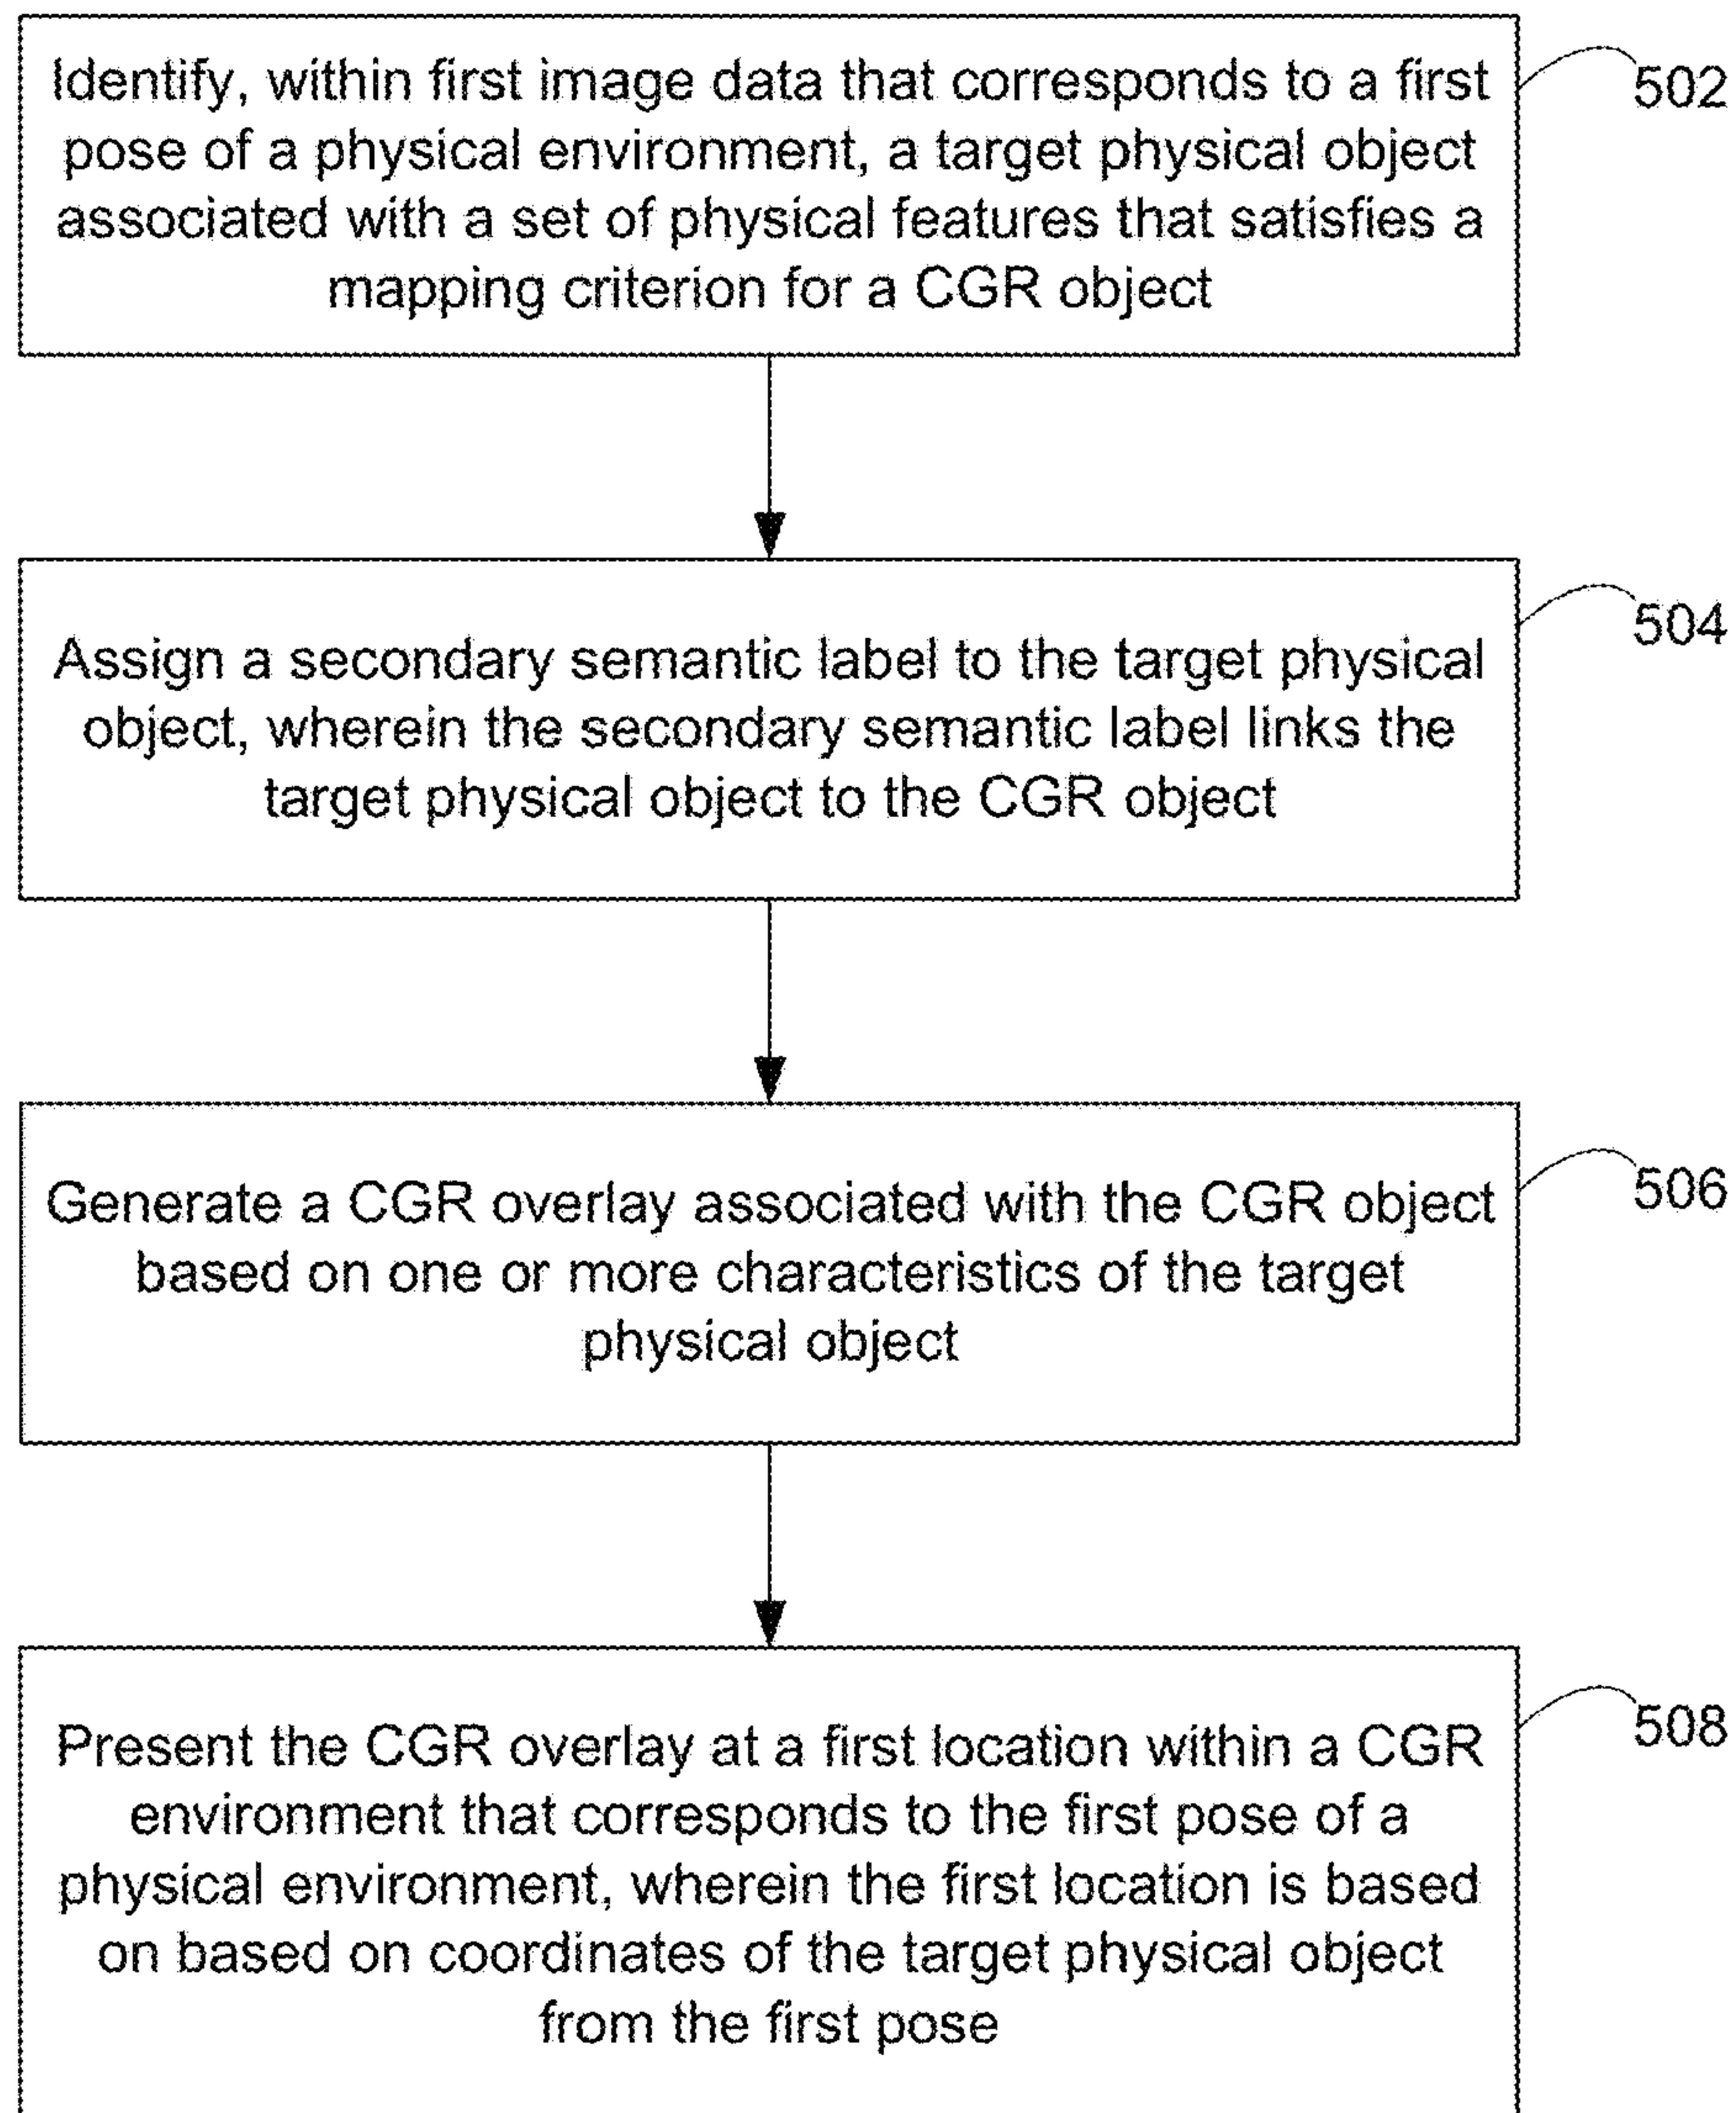 Identify, within first image data that corresponds to a first
pose of a physical environment, a target physical object
associated with a set of physical features that satisfies a
mapping criterion for a CGR object
502
Assign a secondary semantic label to the target physical
object, wherein the secondary semantic label links the
target physical object to the CGR object
504
Generate a CGR overlay associated with the CGR object
based on one or more characteristics of the target
physical object
506
Present the CGR overlay at a first location within a CGR
environment that corresponds to the first pose of a
physical environment, wherein the first location is based
on based on coordinates of the target physical object
from the first pose
508